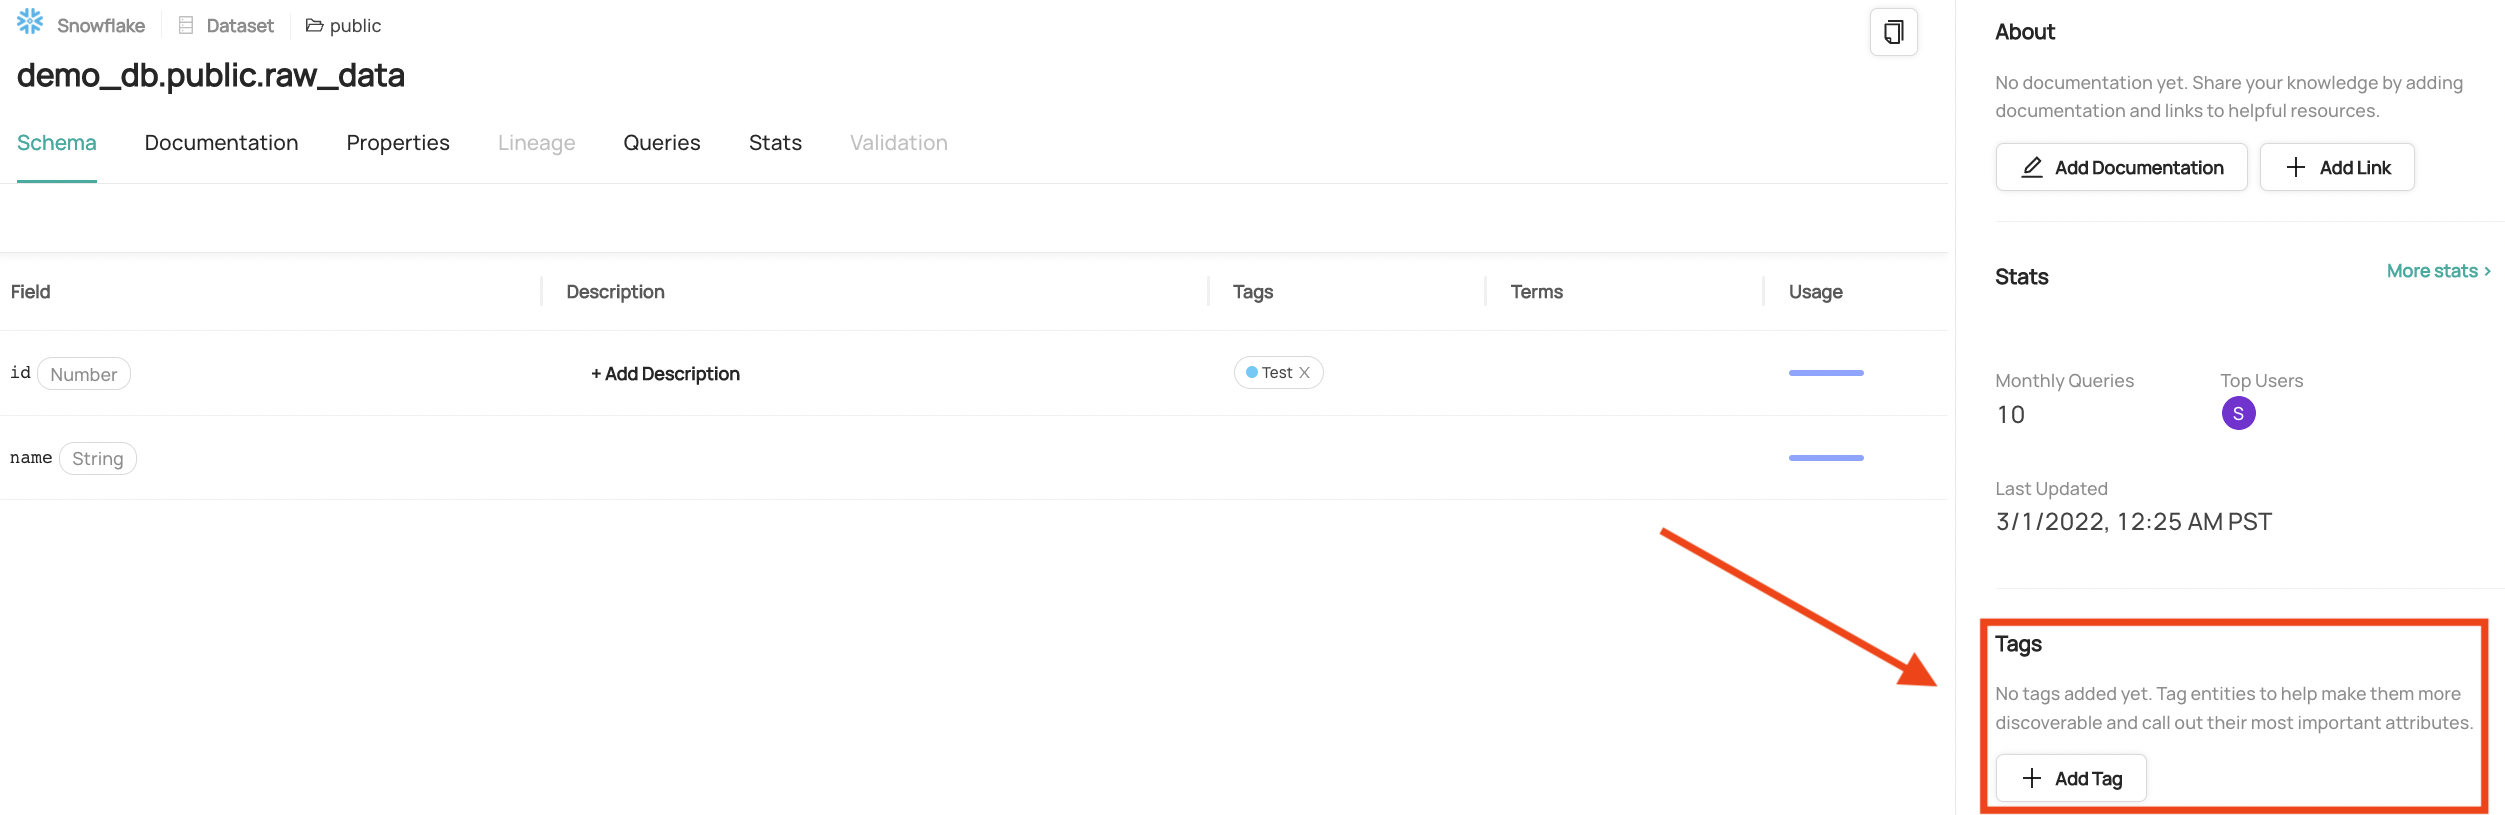 Snowflake Dataset public
demo_db.public.raw_data
Schema Documentation Properties Lineage Queries Stats Validation
Field Description Tags Terms Usage
id Number + Add Description Test X
name String
About
No documentation yet. Share your knowledge by adding
documentation and links to helpful resources.
Add Documentation + Add Link
Stats More stats >
Monthly Queries Top Users
10 S
Last Updated
3/1/2022, 12:25 AM PST
Tags
No tags added yet. Tag entities to help make them more
discoverable and call out their most important attributes.
+ Add Tag